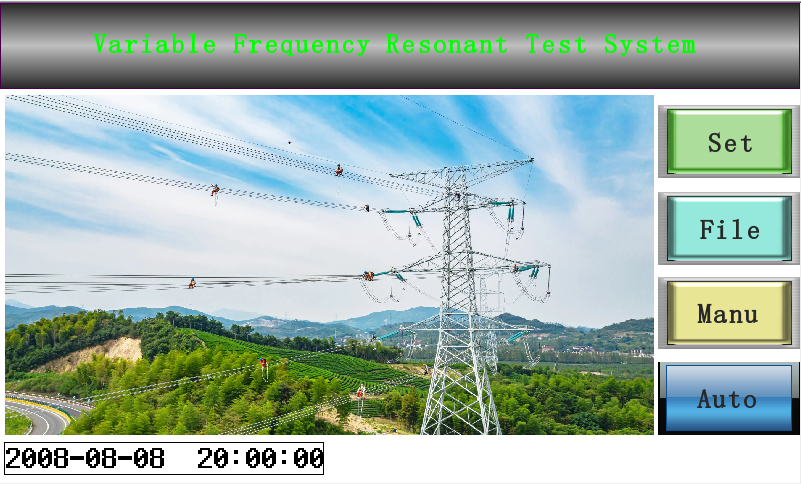 Variable Frequency Resonant Test System
Set
File
Manu
Auto
2008-08-08 20:00:00